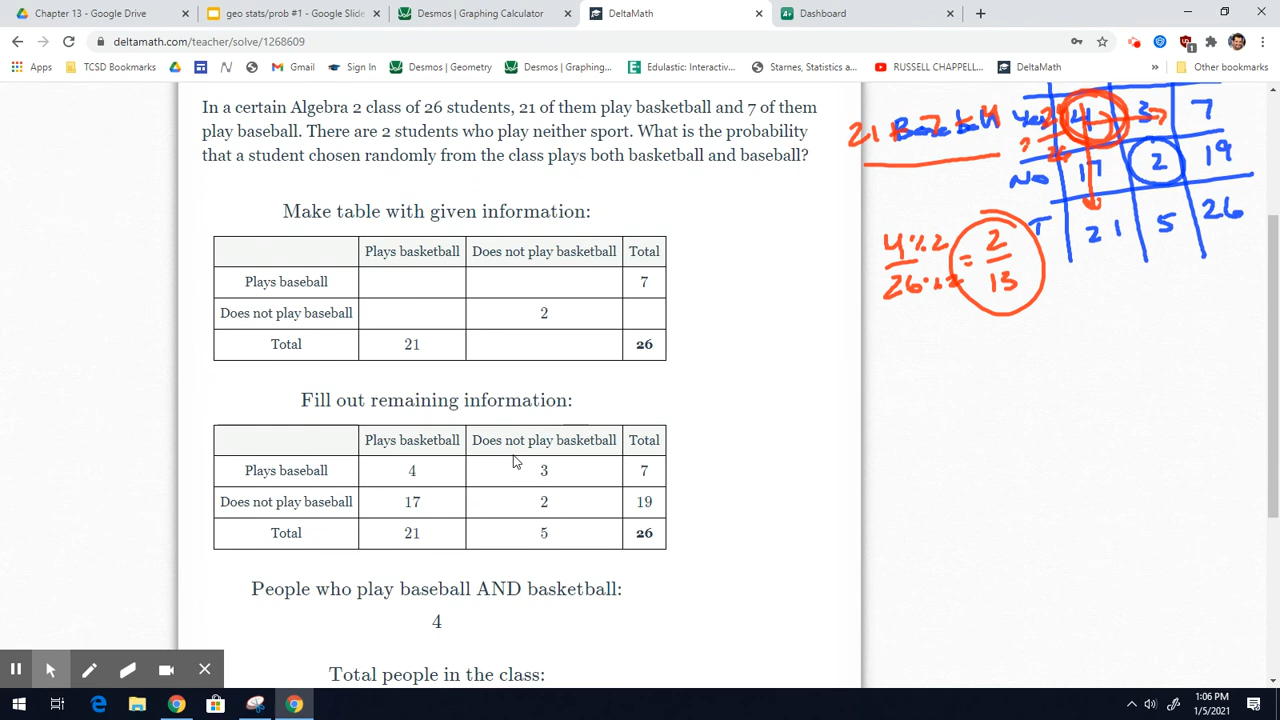 Chapter 13 - Google Drive
geo stats/prob #1 - Google Slide
Desmos | Graphing Calculator
DeltaMath
Dashboard
deltamath.com/teacher/solve/1268609
Apps
TCSD Bookmarks
Gmail
Sign In
Desmos | Geometry
Desmos | Graphing...
Edulastic: Interactiv...
Starnes, Statistics a...
RUSSELL CHAPPELL...
DeltaMath
Other bookmarks
In a certain Algebra 2 class of 26 students, 21 of them play basketball and 7 of them
play baseball. There are 2 students who play neither sport. What is the probability
that a student chosen randomly from the class plays both basketball and baseball?
Make table with given information:
Plays basketball Does not play basketball Total
Plays baseball 7
Does not play baseball 2
Total 21 26
Fill out remaining information:
Plays basketball Does not play basketball Total
Plays baseball 4 3 7
Does not play baseball 17 2 19
Total 21 5 26
People who play baseball AND basketball:
4
Total people in the class:
Baseball Yes 4 3 7
No 17 2 19
T 21 5 26
4
26
=
2
13
1:06 PM
1/5/2021